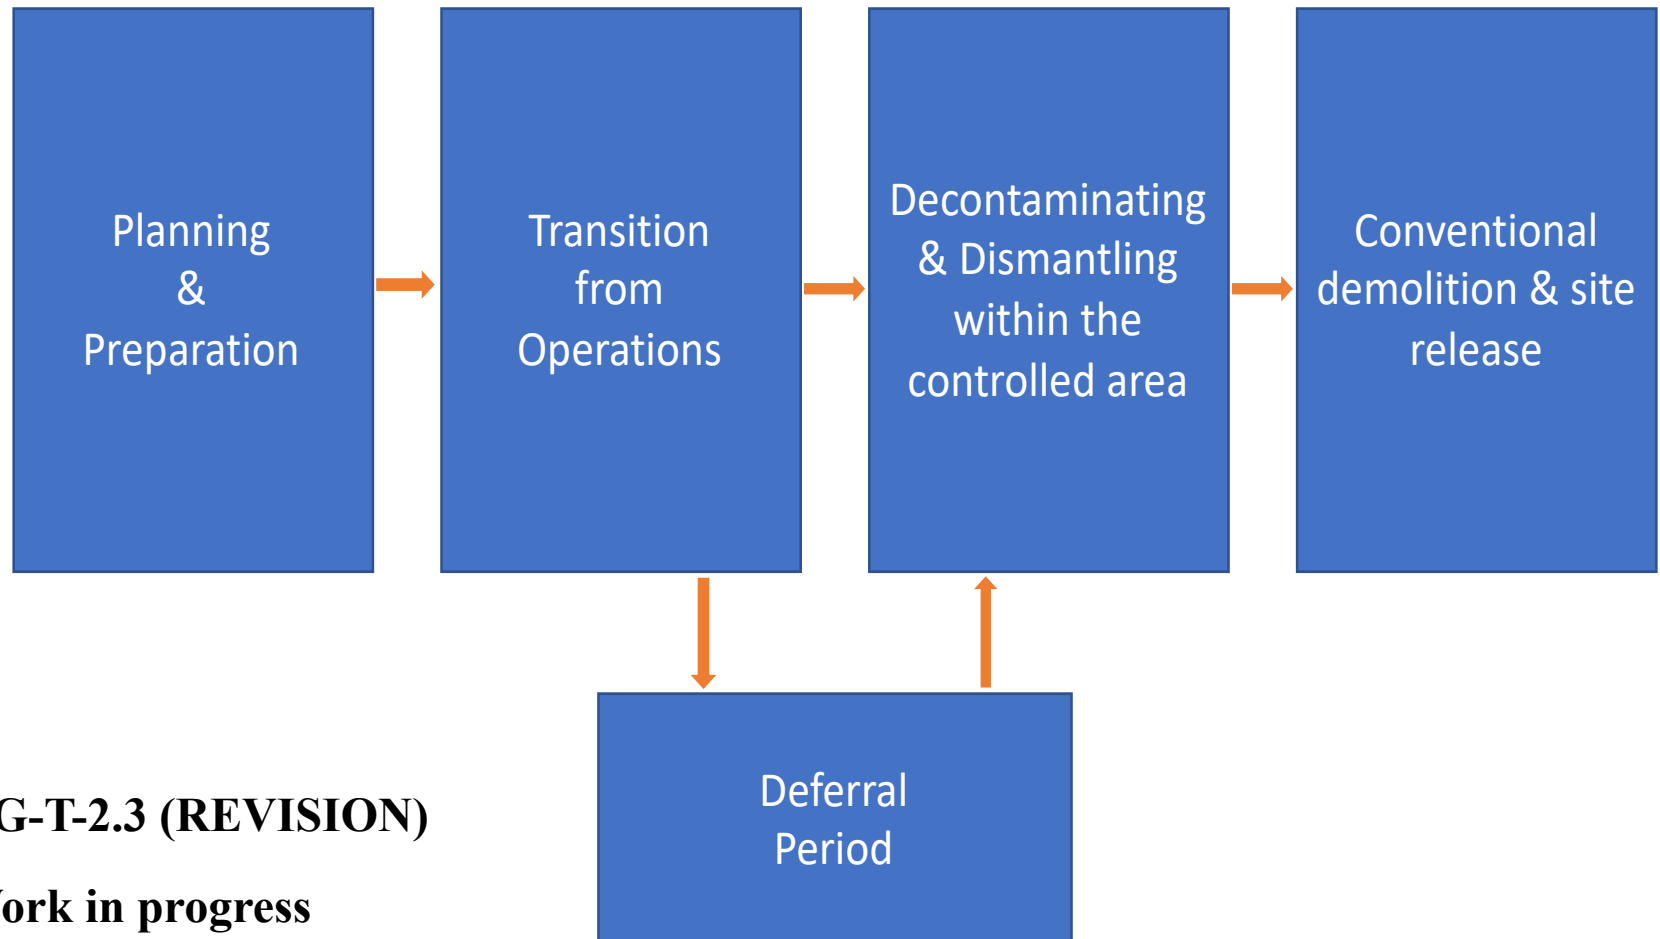 Planning
&
Preparation
Transition
from
Operations
Decontaminating
& Dismantling
within the
controlled area
Conventional
demolition & site
release
Deferral
Period
G-T-2.3 (REVISION)
ork in progress